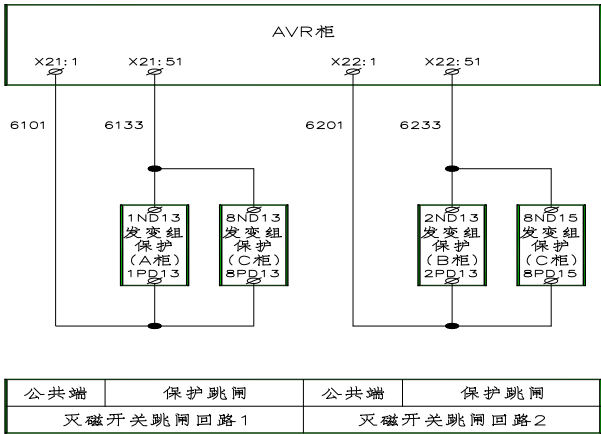 AVR柜
X21:1 X21:51 X22:1 X22:51
6101 6133 6201 6233
1ND13
发变组
保护
(A柜)
1PD13
8ND13
发变组
保护
(C柜)
8PD13
2ND13
发变组
保护
(B柜)
2PD13
8ND15
发变组
保护
(C柜)
8PD15
公共端 保护跳闸 公共端 保护跳闸
灭磁开关跳闸回路1 灭磁开关跳闸回路2